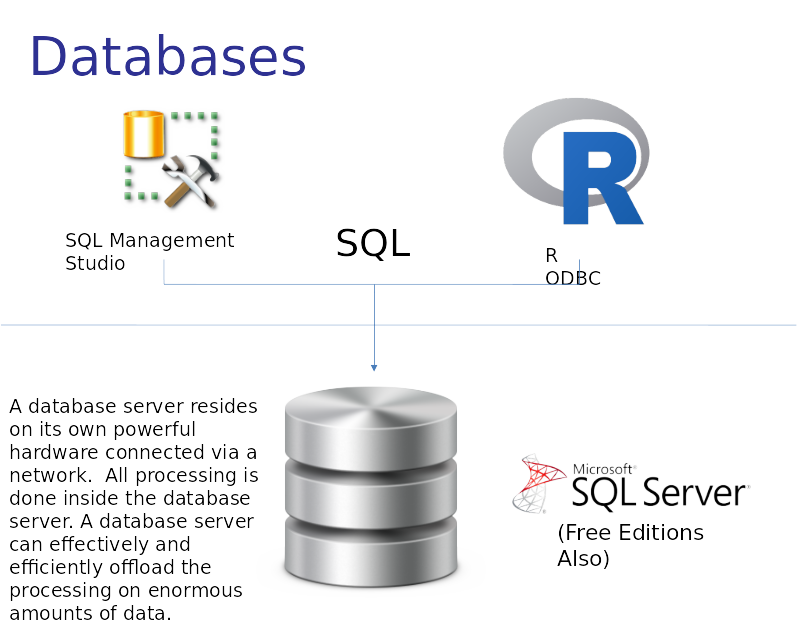 Databases
SQL Management
Studio
SQL
R
R
ODBC
A database server resides
on its own powerful
hardware connected via a
network.  All processing is
done inside the database
server. A database server
can effectively and
efficiently offload the
processing on enormous
amounts of data.
Microsoft®
SQL Server®
(Free Editions
Also)